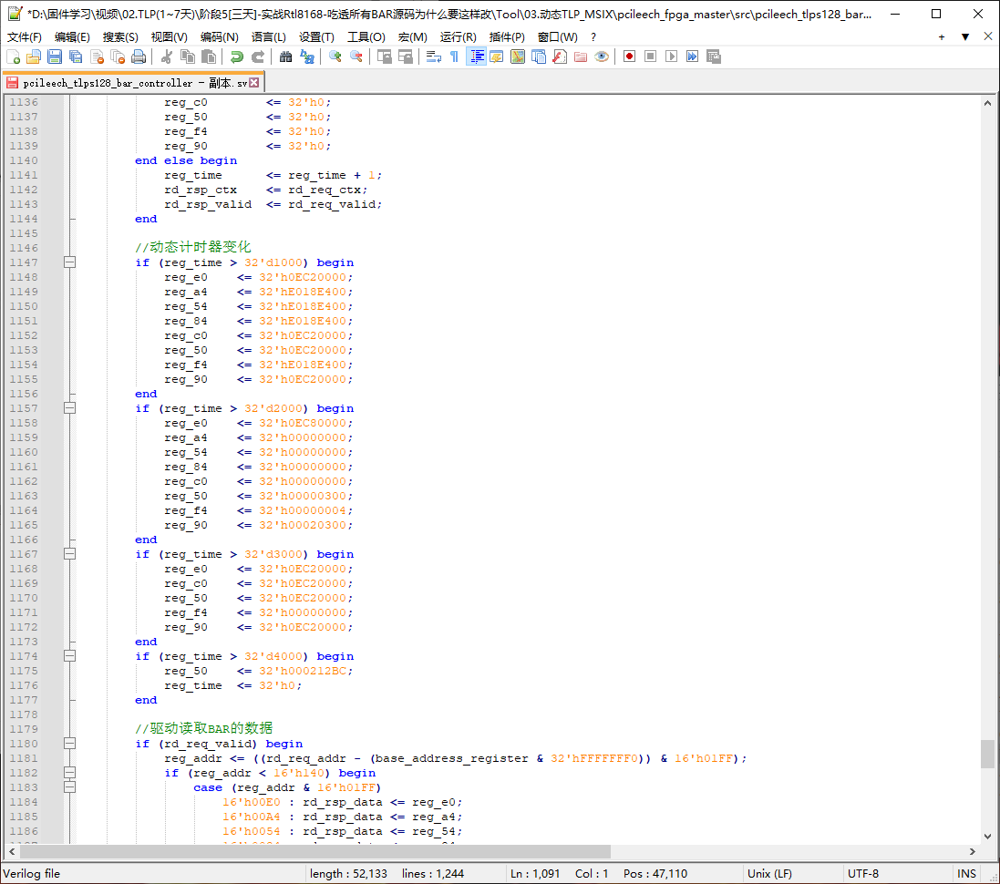 *D:\固件学习\视频\02.TLP(1~7天)\阶段5[三天]-实战Rtl8168-吃透所有BAR源码为什么要这样改\Tool\03.动态TLP_MSIX\pcileech_fpga_master\src\pcileech_tlps128_bar...
文件(F) 编辑(E) 搜索(S) 视图(V) 编码(N) 语言(L) 设置(T) 工具(O) 宏(M) 运行(R) 插件(P) 窗口(W) ? + ▼ X
pcileech_tlps128_bar_controller - 副本.sv
1136 reg_c0 <= 32'h0;
1137 reg_50 <= 32'h0;
1138 reg_f4 <= 32'h0;
1139 reg_90 <= 32'h0;
1140 end else begin
1141 reg_time <= reg_time + 1;
1142 rd_rsp_ctx <= rd_req_ctx;
1143 rd_rsp_valid <= rd_req_valid;
1144 end
1145
1146 //动态计时器变化
1147 if (reg_time > 32'd1000) begin
1148 reg_e0 <= 32'h0EC20000;
1149 reg_a4 <= 32'hE018E400;
1150 reg_54 <= 32'hE018E400;
1151 reg_84 <= 32'hE018E400;
1152 reg_c0 <= 32'h0EC20000;
1153 reg_50 <= 32'h0EC20000;
1154 reg_f4 <= 32'hE018E400;
1155 reg_90 <= 32'h0EC20000;
1156 end
1157 if (reg_time > 32'd2000) begin
1158 reg_e0 <= 32'h0EC80000;
1159 reg_a4 <= 32'h00000000;
1160 reg_54 <= 32'h00000000;
1161 reg_84 <= 32'h00000000;
1162 reg_c0 <= 32'h00000000;
1163 reg_50 <= 32'h00000300;
1164 reg_f4 <= 32'h00000004;
1165 reg_90 <= 32'h00020300;
1166 end
1167 if (reg_time > 32'd3000) begin
1168 reg_e0 <= 32'h0EC20000;
1169 reg_c0 <= 32'h0EC20000;
1170 reg_50 <= 32'h0EC20000;
1171 reg_f4 <= 32'h00000000;
1172 reg_90 <= 32'h0EC20000;
1173 end
1174 if (reg_time > 32'd4000) begin
1175 reg_50 <= 32'h000212BC;
1176 reg_time <= 32'h0;
1177 end
1178
1179 //驱动读取BAR的数据
1180 if (rd_req_valid) begin
1181 reg_addr <= ((rd_req_addr - (base_address_register & 32'hFFFFFFF0)) & 16'h01FF);
1182 if (reg_addr < 16'h140) begin
1183 case (reg_addr & 16'h01FF)
1184 16'h00E0 : rd_rsp_data <= reg_e0;
1185 16'h00A4 : rd_rsp_data <= reg_a4;
1186 16'h0054 : rd_rsp_data <= reg_54;
Verilog file length : 52,133 lines : 1,244 Ln : 1,091 Col : 1 Pos : 47,110 Unix (LF) UTF-8 INS